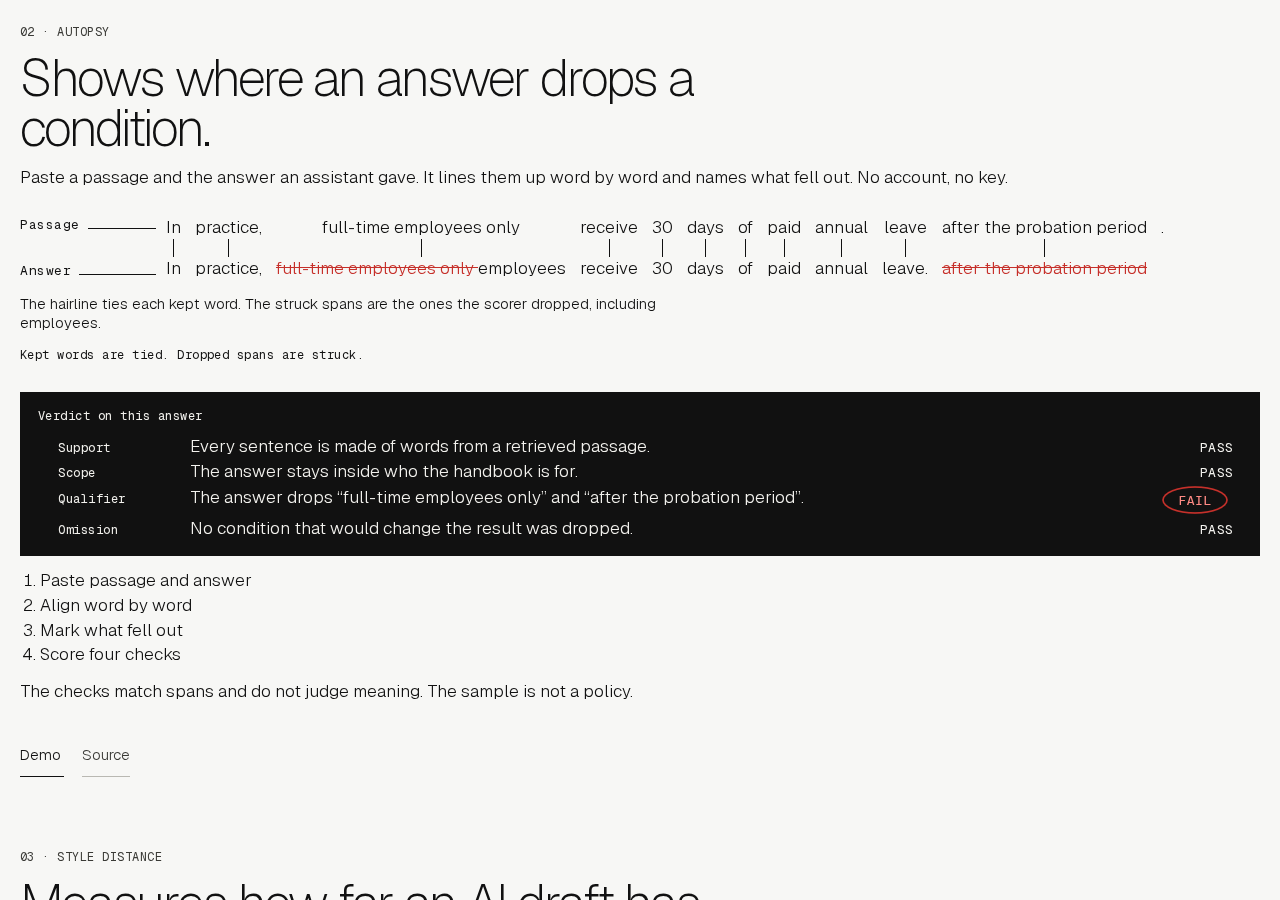 02 · AUTOPSY
Shows where an answer drops a
condition.
Paste a passage and the answer an assistant gave. It lines them up word by word and names what fell out. No account, no key.
Passage In practice, full-time employees only receive 30 days of paid annual leave after the probation period .
Answer In practice, full-time employees only employees receive 30 days of paid annual leave. after the probation period
The hairline ties each kept word. The struck spans are the ones the scorer dropped, including
employees.
Kept words are tied. Dropped spans are struck.
Verdict on this answer
Support Every sentence is made of words from a retrieved passage. PASS
Scope The answer stays inside who the handbook is for. PASS
Qualifier The answer drops “full-time employees only” and “after the probation period”. FAIL
Omission No condition that would change the result was dropped. PASS
1. Paste passage and answer
2. Align word by word
3. Mark what fell out
4. Score four checks
The checks match spans and do not judge meaning. The sample is not a policy.
Demo Source
03 · STYLE DISTANCE
Measures how far an AI draft has